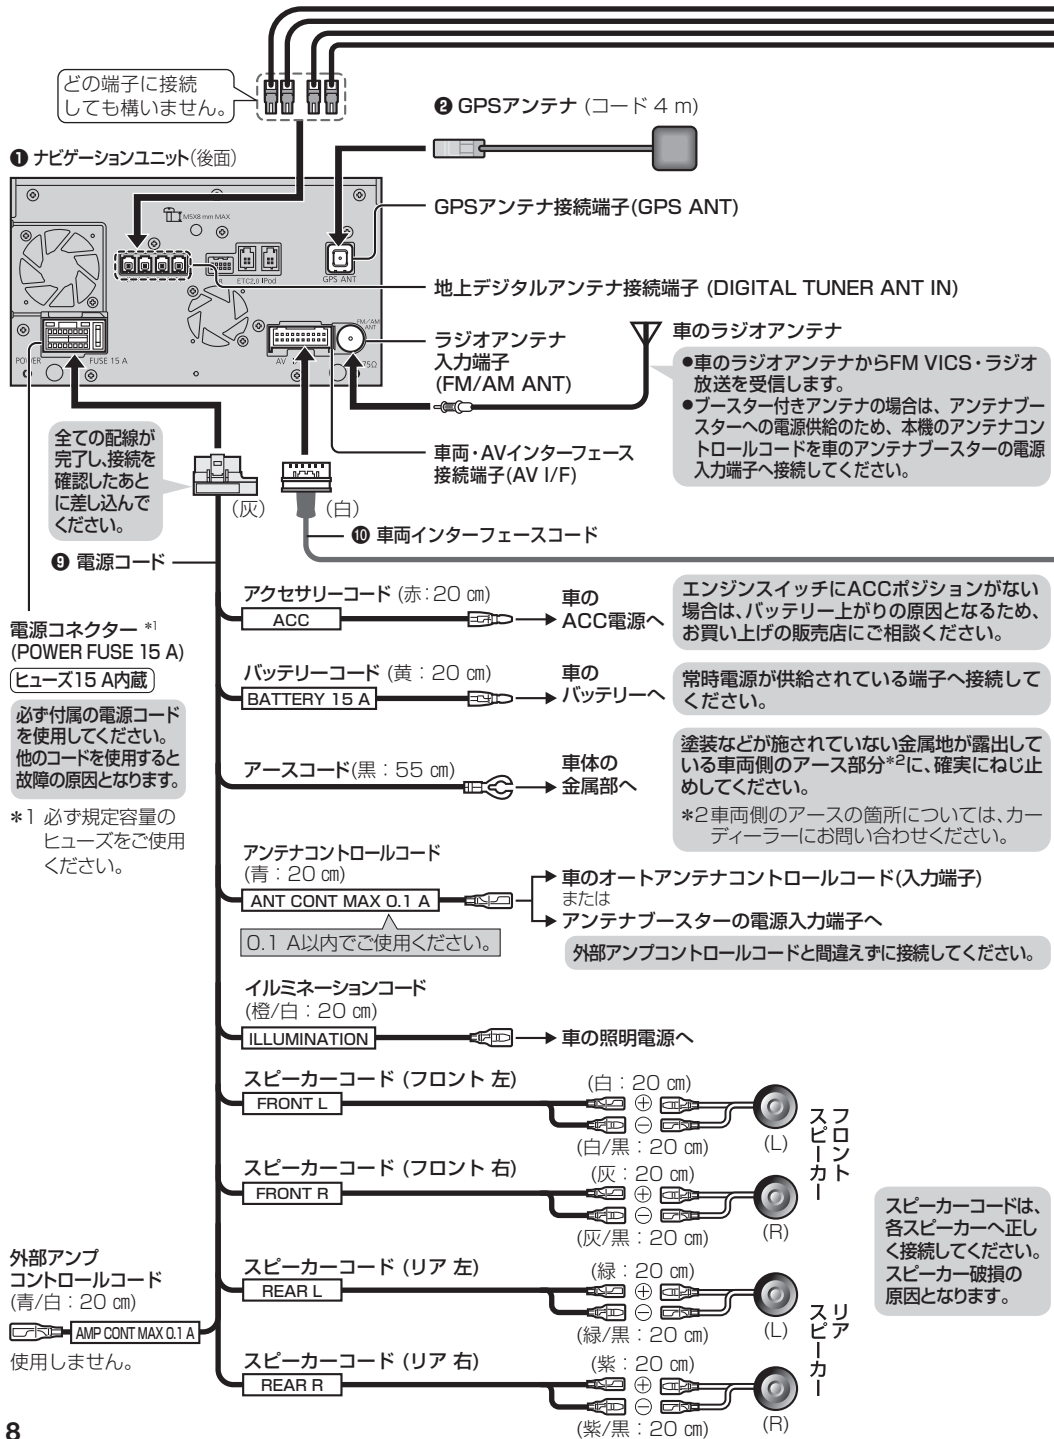 どの端子に接続
しても構いません。
❷ GPSアンテナ (コード 4 m)
❶ ナビゲーションユニット(後面)
M5X8 mm MAX
GPSアンテナ接続端子(GPS ANT)
ETC2.0
iPod
GPS ANT
地上デジタルアンテナ接続端子 (DIGITAL TUNER ANT IN)
FM/AM
ANT
FUSE 15 A
AV
75Ω
ラジオアンテナ
入力端子
(FM/AM ANT)
車のラジオアンテナ
●車のラジオアンテナからFM VICS・ラジオ
放送を受信します。
●ブースター付きアンテナの場合は、アンテナブー
スターへの電源供給のため、本機のアンテナコン
トロールコードを車のアンテナブースターの電源
入力端子へ接続してください。
車両・AVインターフェース
接続端子(AV I/F)
全ての配線が
完了し、接続を
確認したあと
に差し込んで
ください。
(灰)
(白)
❿ 車両インターフェースコード
❾ 電源コード
電源コネクター *1
(POWER FUSE 15 A)
ヒューズ15 A内蔵
必ず付属の電源コード
を使用してください。
他のコードを使用すると
故障の原因となります。
*1 必ず規定容量の
ヒューズをご使用
ください。
アクセサリーコード (赤：20 ㎝)
ACC
車の
ACC電源へ
エンジンスイッチにACCポジションがない
場合は、バッテリー上がりの原因となるため、
お買い上げの販売店にご相談ください。
バッテリーコード (黄：20 ㎝)
BATTERY 15 A
車の
バッテリーへ
常時電源が供給されている端子へ接続して
ください。
アースコード(黒：55 ㎝)
車体の
金属部へ
塗装などが施されていない金属地が露出して
いる車両側のアース部分*2に、確実にねじ止
めしてください。
*2 車両側のアースの箇所については、カー
ディーラーにお問い合わせください。
アンテナコントロールコード
(青：20 ㎝)
ANT CONT MAX 0.1 A
0.1 A以内でご使用ください。
車のオートアンテナコントロールコード(入力端子)
または
アンテナブースターの電源入力端子へ
外部アンプコントロールコードと間違えずに接続してください。
イルミネーションコード
(橙/白：20 ㎝)
ILLUMINATION
車の照明電源へ
スピーカーコード (フロント 左)
FRONT L
(白：20 ㎝)
⊕
⊖
(白/黒：20 ㎝)
(L)
スピーカーコード (フロント 右)
FRONT R
(灰：20 ㎝)
⊕
⊖
(灰/黒：20 ㎝)
(R)
フロント
スピーカー
スピーカーコードは、
各スピーカーへ正し
く接続してください。
スピーカー破損の
原因となります。
外部アンプ
コントロールコード
(青/白：20 ㎝)
AMP CONT MAX 0.1 A
使用しません。
スピーカーコード (リア 左)
REAR L
(緑：20 ㎝)
⊕
⊖
(緑/黒：20 ㎝)
(L)
スピーカーコード (リア 右)
REAR R
(紫：20 ㎝)
⊕
⊖
(紫/黒：20 ㎝)
(R)
リア
スピーカー
8